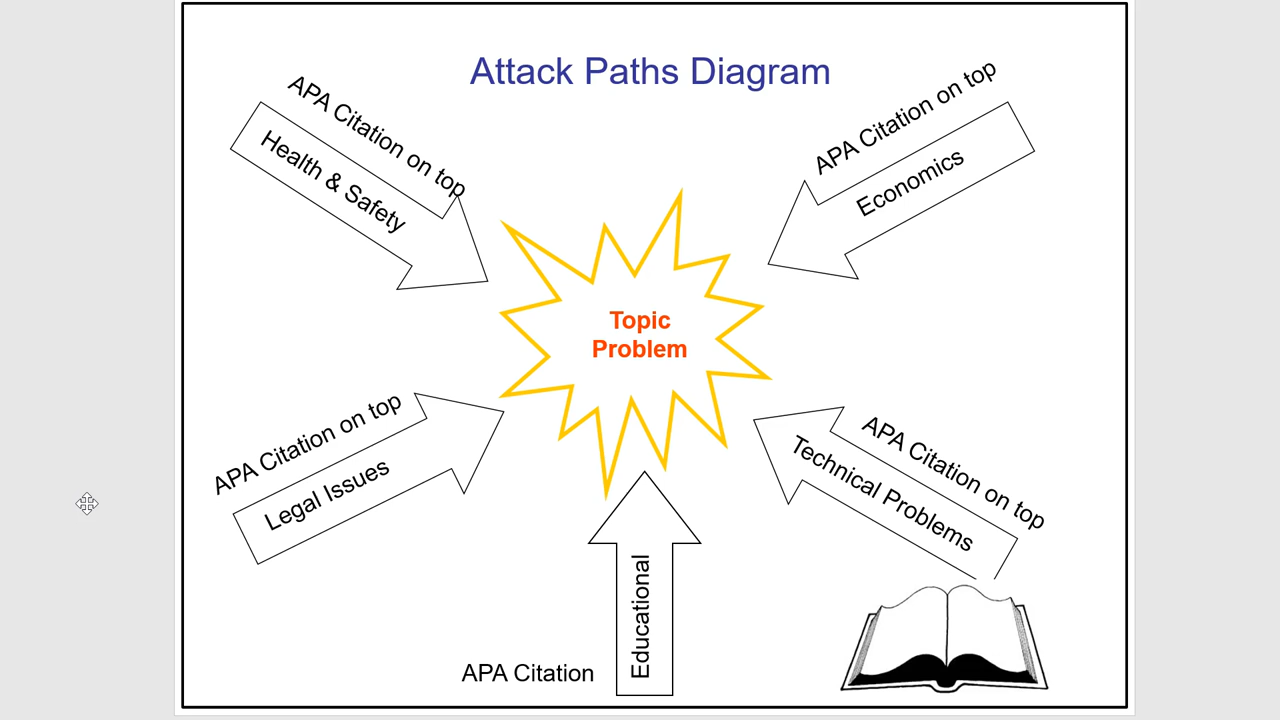 Attack Paths Diagram
APA Citation on top
Health & Safety
APA Citation on top
Economics
Topic
Problem
APA Citation on top
Legal Issues
APA Citation on top
Technical Problems
Educational
APA Citation